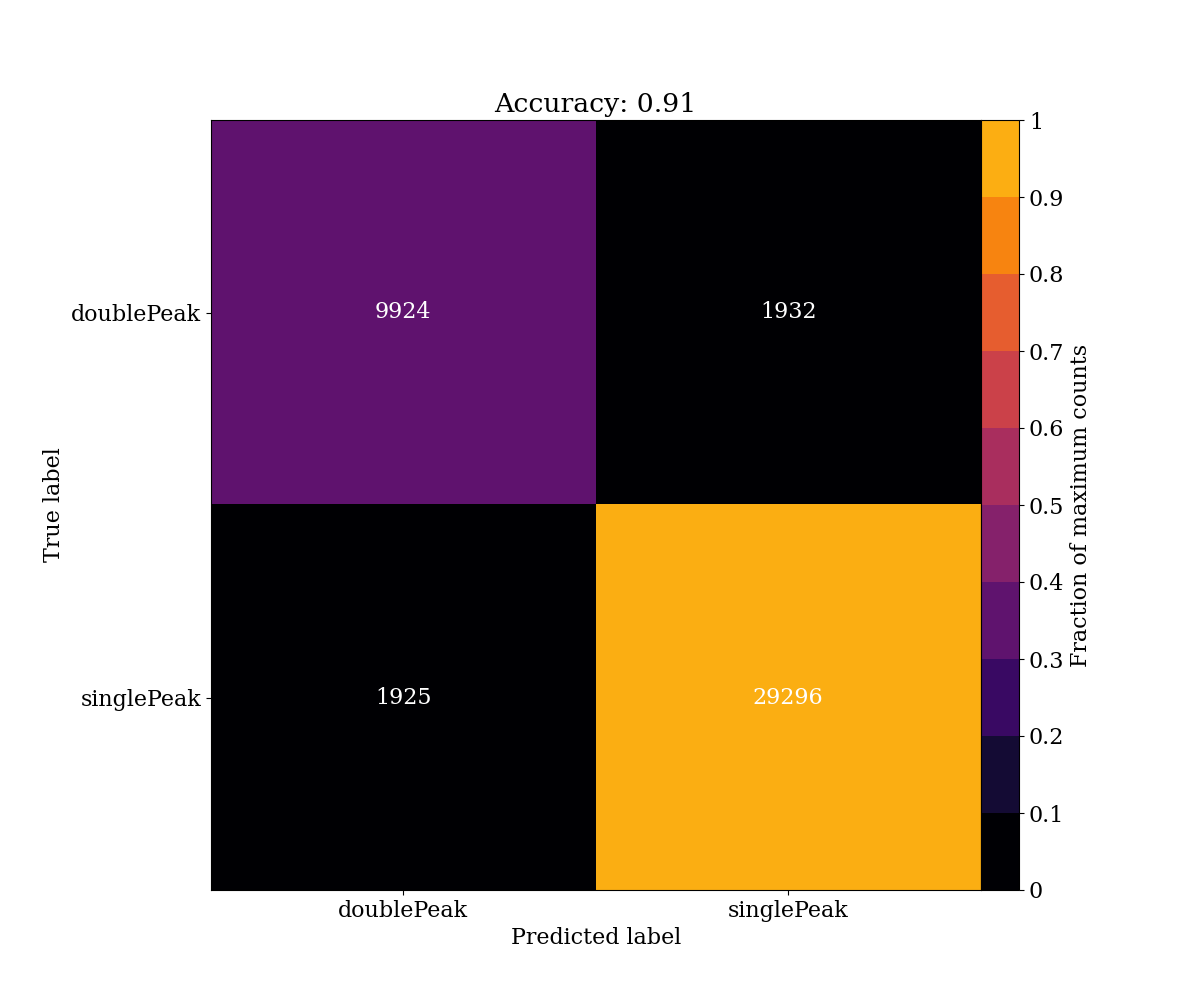 Accuracy: 0.91
doublePeak
singlePeak
True label
9924
1932
1925
29296
doublePeak
singlePeak
Predicted label
1
0.9
0.8
0.7
0.6
0.5
0.4
0.3
0.2
0.1
0
Fraction of maximum counts